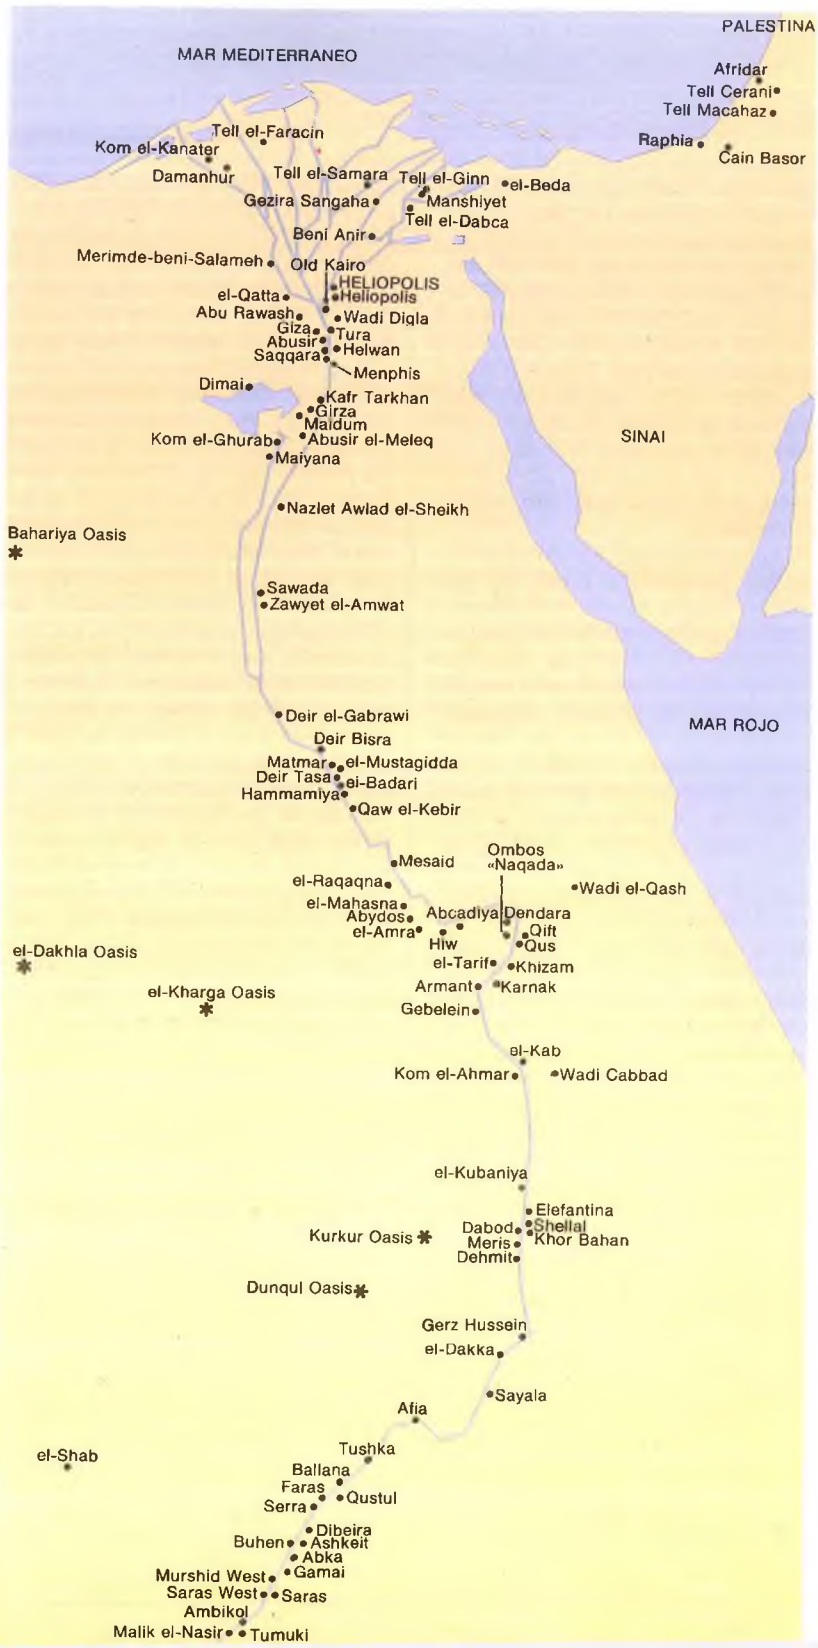 PALESTINA
MAR MEDITERRANEO
Afridar
Tell Cerani
Tell Macahaz
Raphia
Cain Basor
Tell el-Faracin
Kom el-Kanater
Damanhur
Tell el-Samara
Tell el-Ginn
el-Beda
Gezira Sangaha
Manshiyet
Tell el-Dabca
Beni Anir
Merimde-beni-Salameh
Old Kairo
HELIOPOLIS
el-Qatta
Heliopolis
Abu Rawash
Wadi Digla
Giza
Tura
Abusir
Helwan
Saqqara
Menphis
Dimai
Kafr Tarkhan
Girza
Maidum
Kom el-Ghurab
Abusir el-Meleq
SINAI
Maiyana
Nazlet Awlad el-Sheikh
Bahariya Oasis
Sawada
Zawyet el-Amwat
Deir el-Gabrawi
MAR ROJO
Deir Bisra
Matmar
el-Mustagidda
Deir Tasa
el-Badari
Hammamiya
Qaw el-Kebir
Ombos
«Naqada»
Mesaid
el-Raqaqna
Wadi el-Qash
el-Mahasna
Abydos
Abcadiya
Dendara
el-Amra
Hiw
Qift
Qus
el-Dakhla Oasis
el-Tarif
Khizam
el-Kharga Oasis
Armant
Karnak
Gebelein
el-Kab
Kom el-Ahmar
Wadi Cabbad
el-Kubaniya
Elefantina
Dabod
Shellal
Kurkur Oasis
Meris
Khor Bahan
Dehmit
Dunqul Oasis
Gerz Hussein
el-Dakka
Sayala
Afia
el-Shab
Tushka
Ballana
Faras
Qustul
Serra
Dibeira
Buhen
Ashkeit
Abka
Gamai
Murshid West
Saras West
Saras
Ambikol
Malik el-Nasir
Tumuki